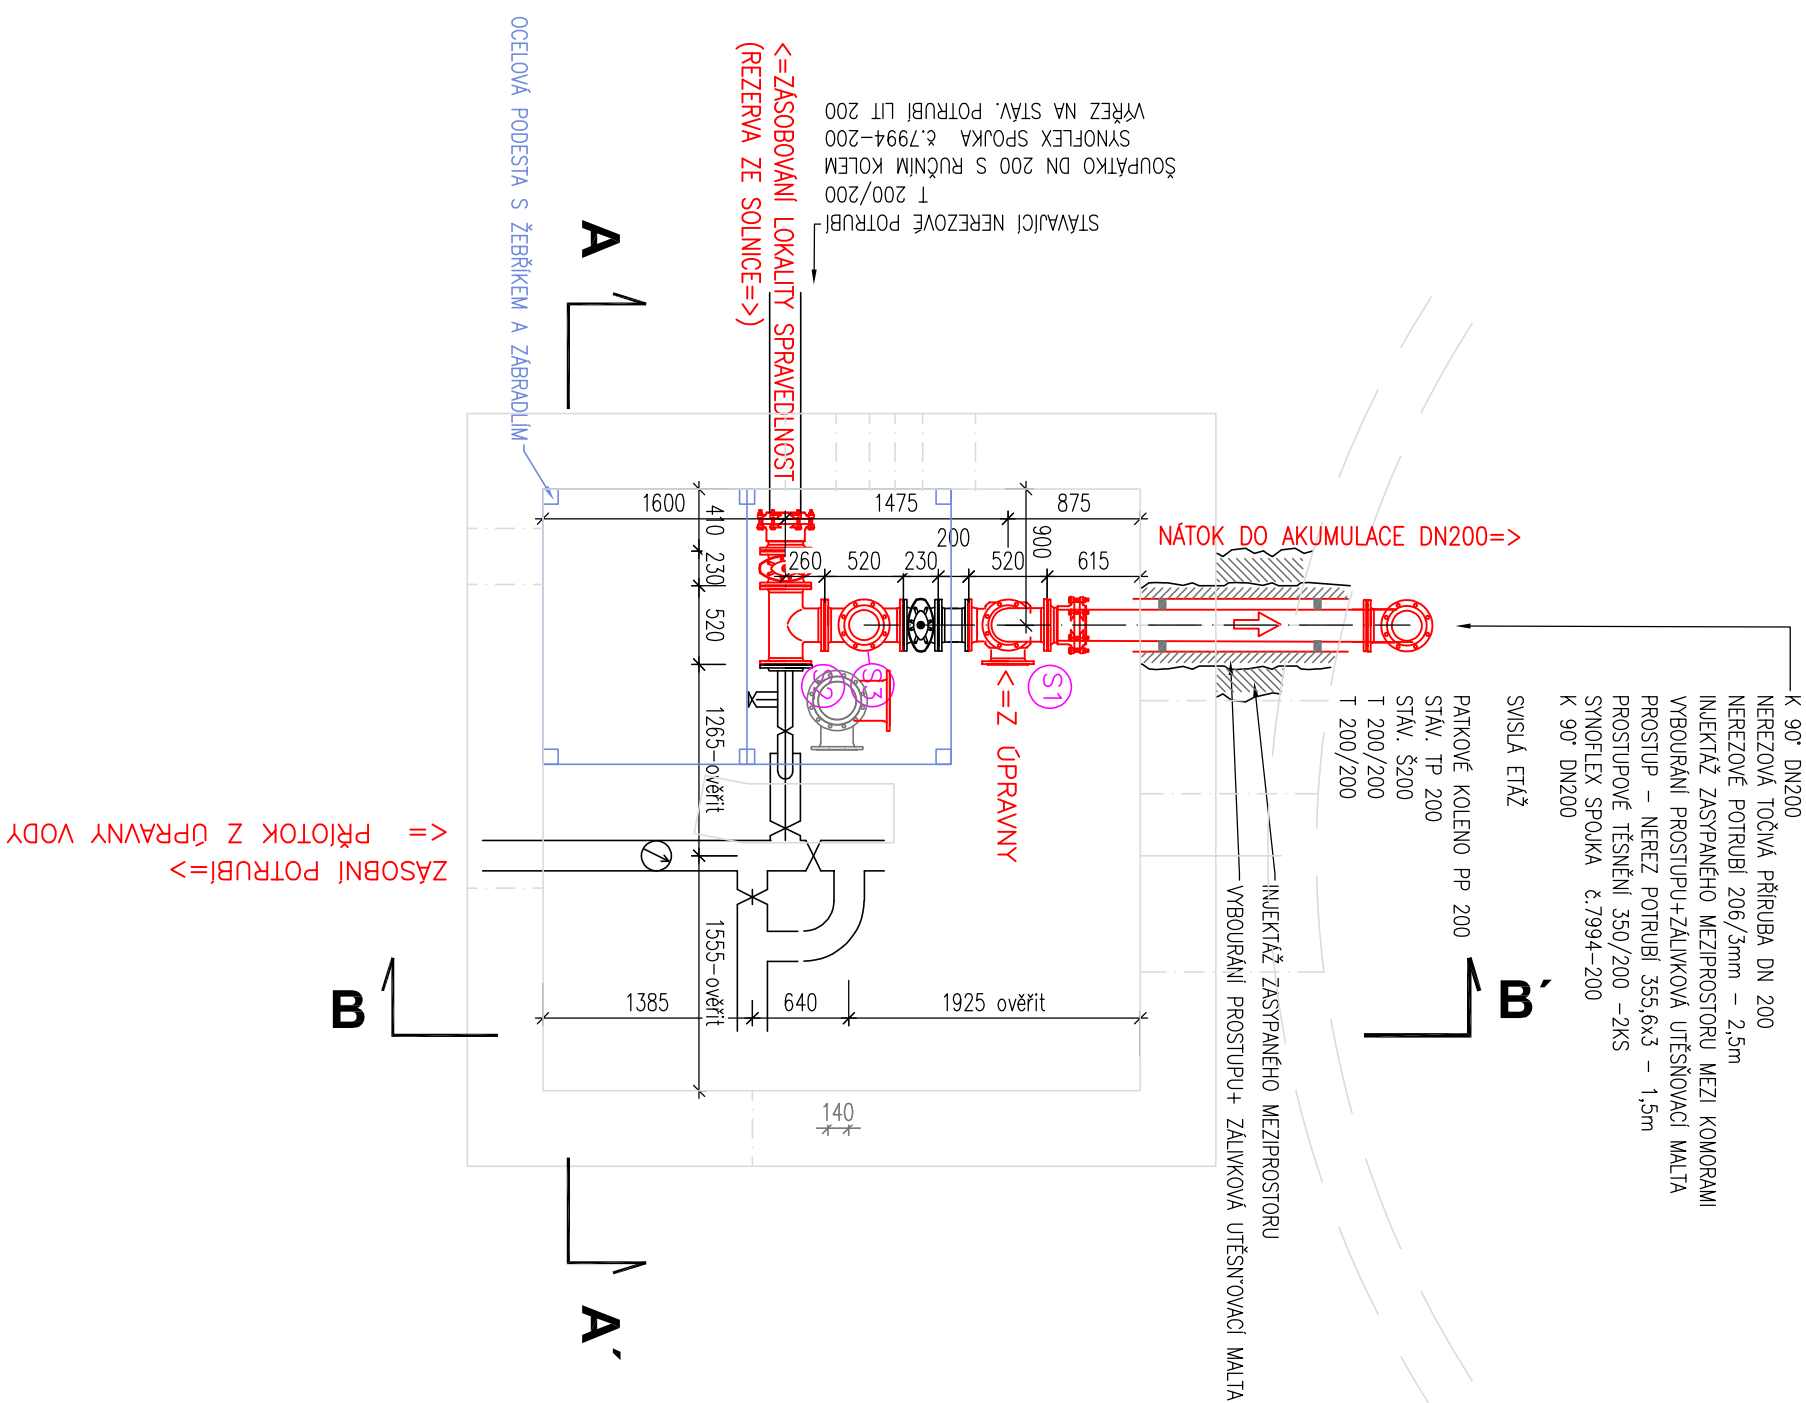 OCELOVÁ PODESTA S ŽEBŘÍKEM A ZÁBRADLÍM
<=ZÁSOBOVÁNÍ LOKALITY SPRAVEDLNOST
(REZERVA ZE SOLNICE=>)
STÁVAJÍCÍ NEREZOVÉ POTRUBÍ
T 200/200
ŠOUPÁTKO DN 200 S RUČNÍM KOLEM
SYNOFLEX SPOJKA č.7994-200
VÝŘEZ NA STÁV. POTRUBÍ LIT 200
A
1600
1475
875
410
230
520
1265-ověřit
1555-ověřit
900
200
260
520
230
520
615
NÁTOK DO AKUMULACE DN200=>
S1
S2
S3
<=Z ÚPRAVNY
K 90° DN200
NEREZOVÁ TOČIVÁ PŘÍRUBA DN 200
NEREZOVÉ POTRUBÍ 206/3mm - 2,5m
INJEKTÁŽ ZASYPANÉHO MEZIPROSTORU MEZI KOMORAMI
VYBOURÁNÍ PROSTUPU+ZÁLIVKOVÁ UTĚSŇOVACÍ MALTA
PROSTUP - NEREZ POTRUBÍ 355,6x3 - 1,5m
PROSTUPOVÉ TĚSNĚNÍ 350/200 -2KS
SYNOFLEX SPOJKA č.7994-200
K 90° DN200
SVISLÁ ETÁŽ
PATKOVÉ KOLENO PP 200
STÁV. TP 200
STÁV. Š200
T 200/200
T 200/200
INJEKTÁŽ ZASYPANÉHO MEZIPROSTORU
VYBOURÁNÍ PROSTUPU+ ZÁLIVKOVÁ UTĚSŇOVACÍ MALTA
<= PŘÍOTOK Z ÚPRAVNY VODY
ZÁSOBNÍ POTRUBÍ=>
B
B´
1385
640
1925 ověřit
140
A´